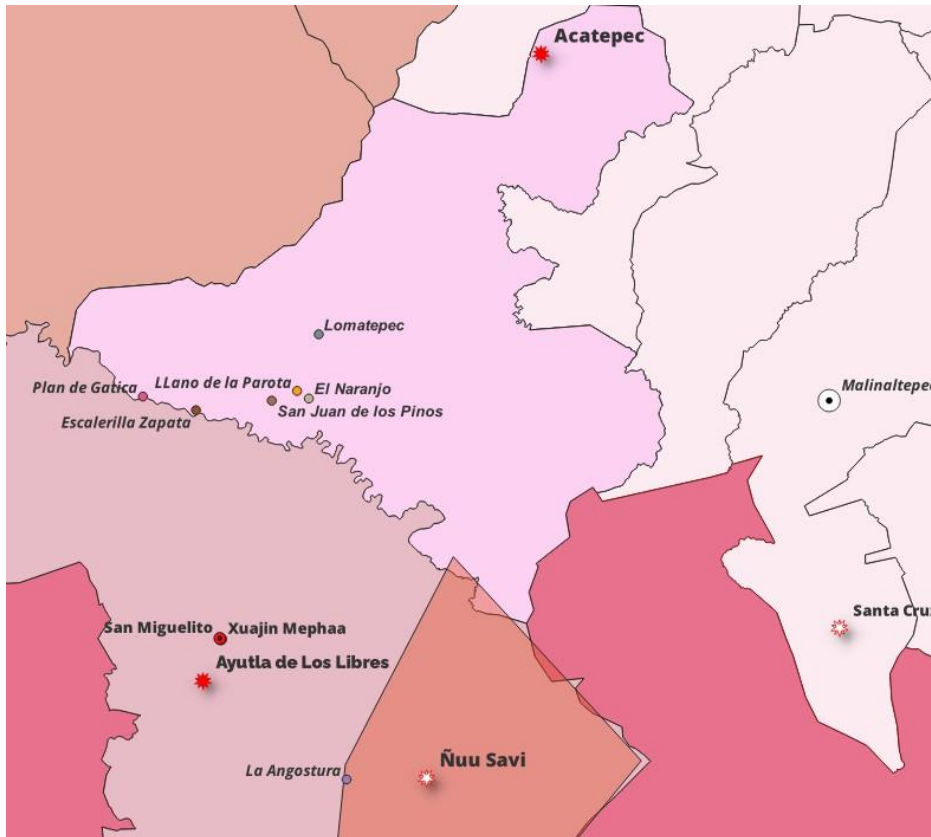 Acatepec
Lomatepec
Plan de Gatica
LLano de la Parota
El Naranjo
Malinaltepec
San Juan de los Pinos
Escalerilla Zapata
Santa Cruz
San Miguelito
Xuajin Mephaa
Ayutla de Los Libres
Ñuu Savi
La Angostura